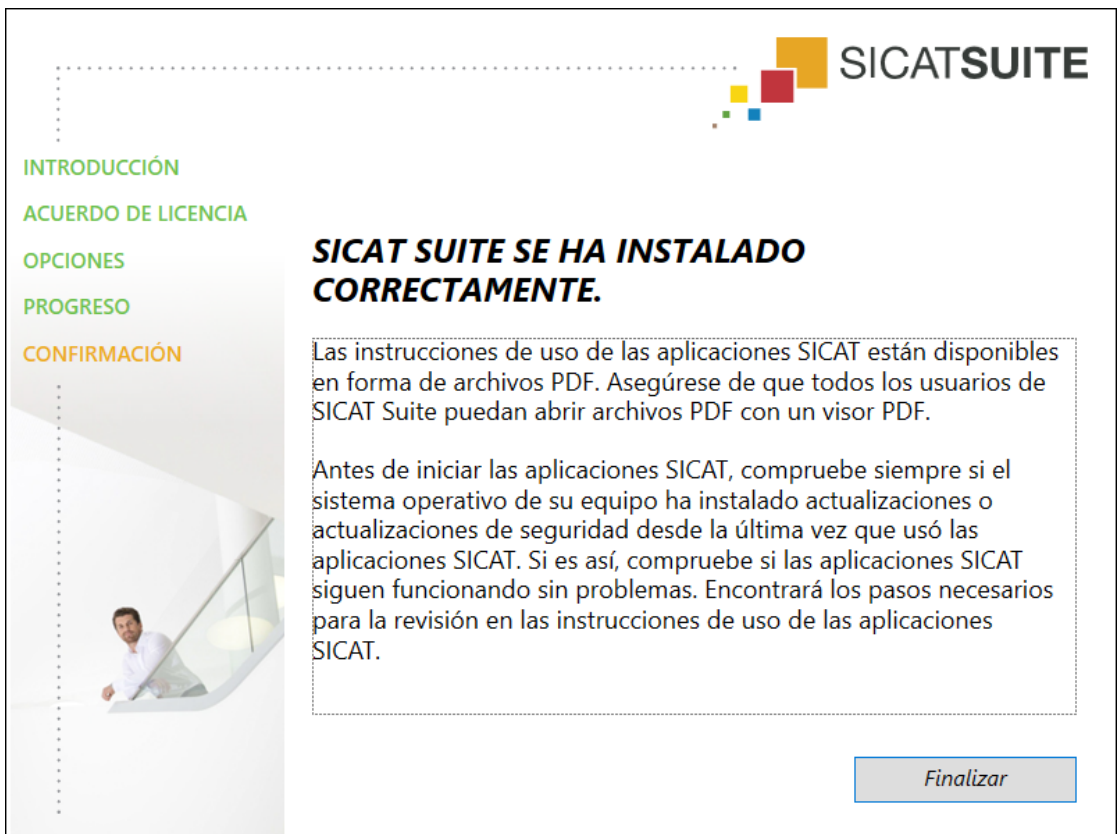 SICATSUITE
INTRODUCCIÓN
ACUERDO DE LICENCIA
OPCIONES
PROGRESO
CONFIRMACIÓN
SICAT SUITE SE HA INSTALADO
CORRECTAMENTE.
Las instrucciones de uso de las aplicaciones SICAT están disponibles
en forma de archivos PDF. Asegúrese de que todos los usuarios de
SICAT Suite puedan abrir archivos PDF con un visor PDF.
Antes de iniciar las aplicaciones SICAT, compruebe siempre si el
sistema operativo de su equipo ha instalado actualizaciones o
actualizaciones de seguridad desde la última vez que usó las
aplicaciones SICAT. Si es así, compruebe si las aplicaciones SICAT
siguen funcionando sin problemas. Encontrará los pasos necesarios
para la revisión en las instrucciones de uso de las aplicaciones
SICAT.
Finalizar